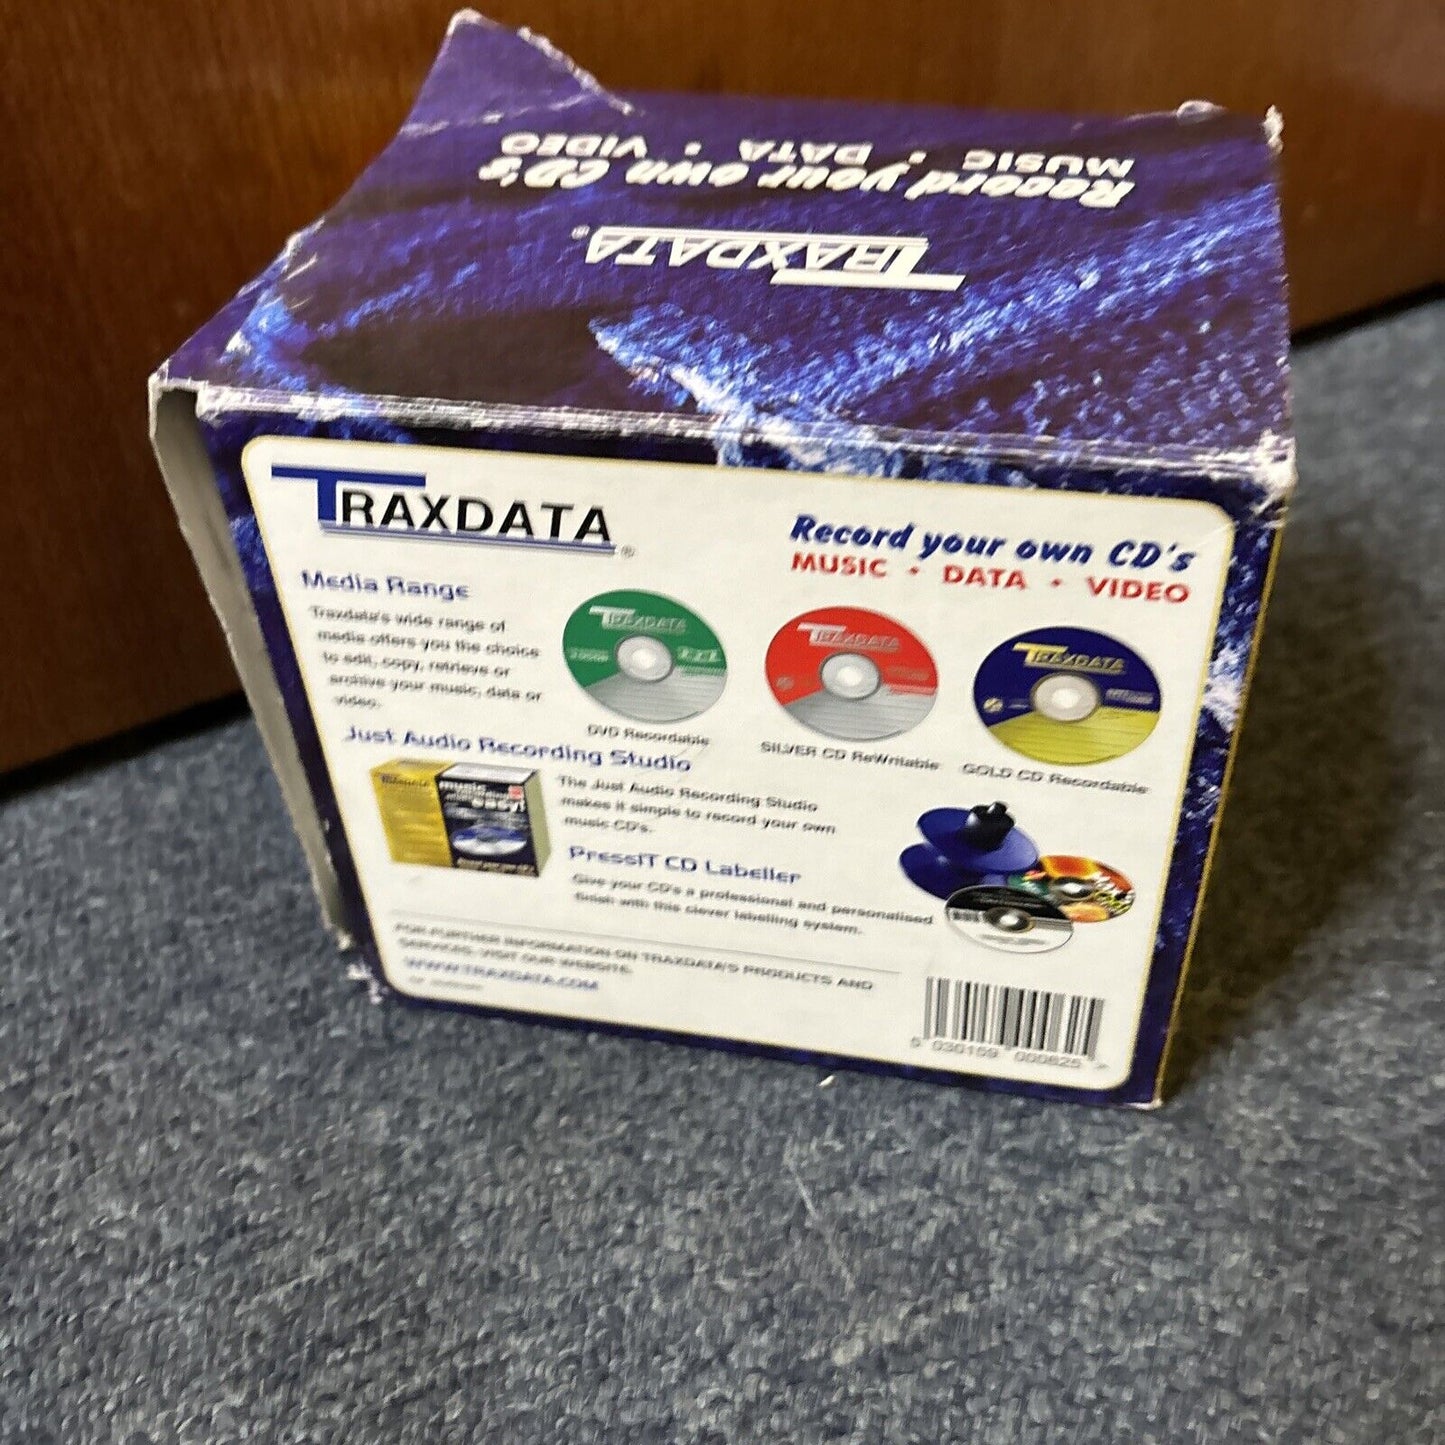 Record your own CD's
MUSIC • DATA • VIDEO
TRAXDATA®
TRAXDATA®
Record your own CD's
MUSIC • DATA • VIDEO
Media Range
Traxdata's wide range of
media offers you the choice
to edit, copy, retrieve or
archive your music, data or
video.
TRAXDATA
DVD Recordable
TRAXDATA
SILVER CD ReWritable
TRAXDATA
GOLD CD Recordable
Just Audio Recording Studio
music
easy!
The Just Audio Recording Studio
makes it simple to record your own
music CD's.
PressIT CD Labeller
Give your CD's a professional and personalised
finish with this clever labelling system.
FOR FURTHER INFORMATION ON TRAXDATA'S PRODUCTS AND
SERVICES: VISIT OUR WEBSITE.
WWW.TRAXDATA.COM
5 030159 000825 >